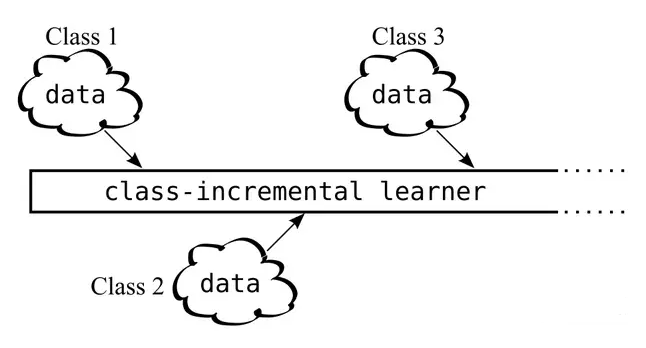 Class 1
data
Class 3
data
class-incremental learner
Class 2
data